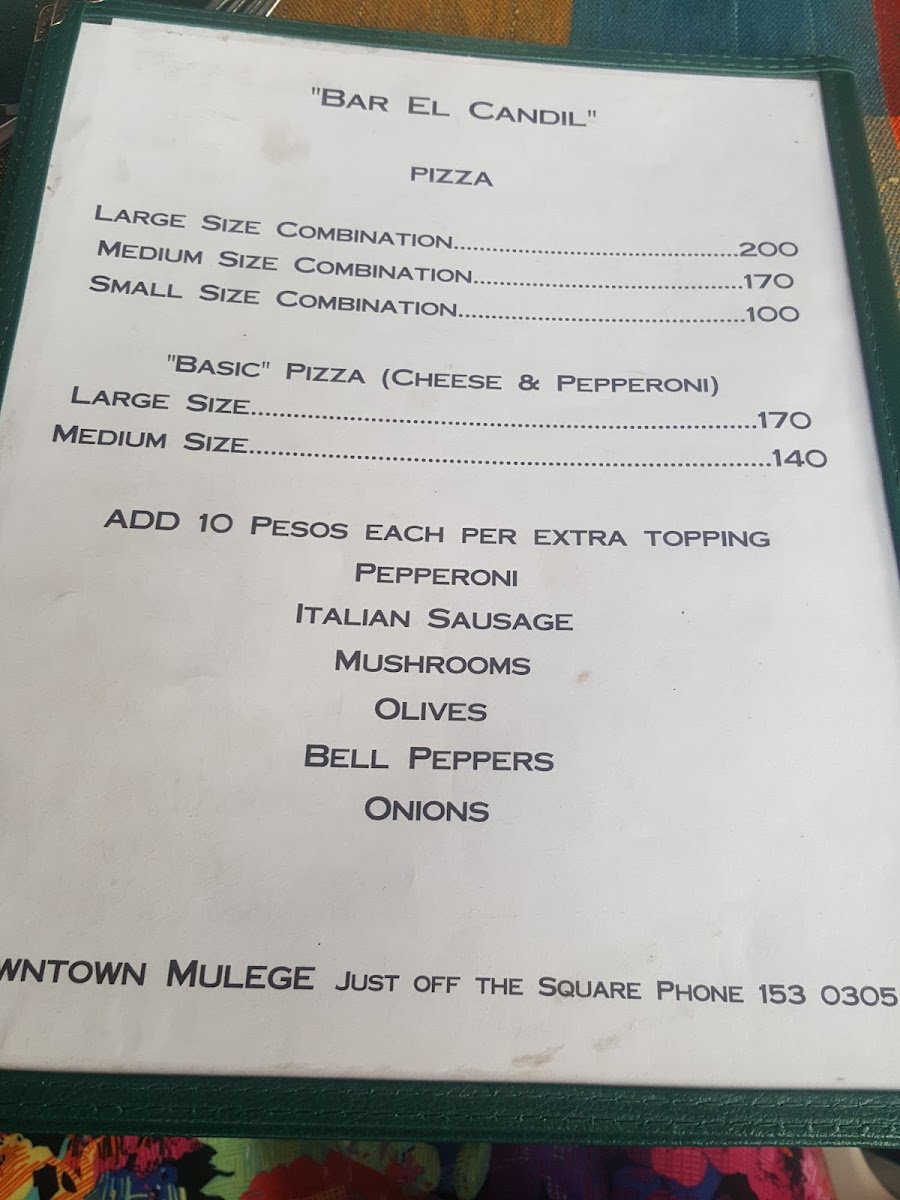 "Bar El Candil"
PIZZA
Large Size Combination........................................200
Medium Size Combination......................................170
Small Size Combination........................................100
"Basic" Pizza (Cheese & Pepperoni)
Large Size.....................................................................170
Medium Size.......................................................................140
ADD 10 Pesos each per extra topping
Pepperoni
Italian Sausage
Mushrooms
Olives
Bell Peppers
Onions
wntown Mulege Just off the Square Phone 153 0305